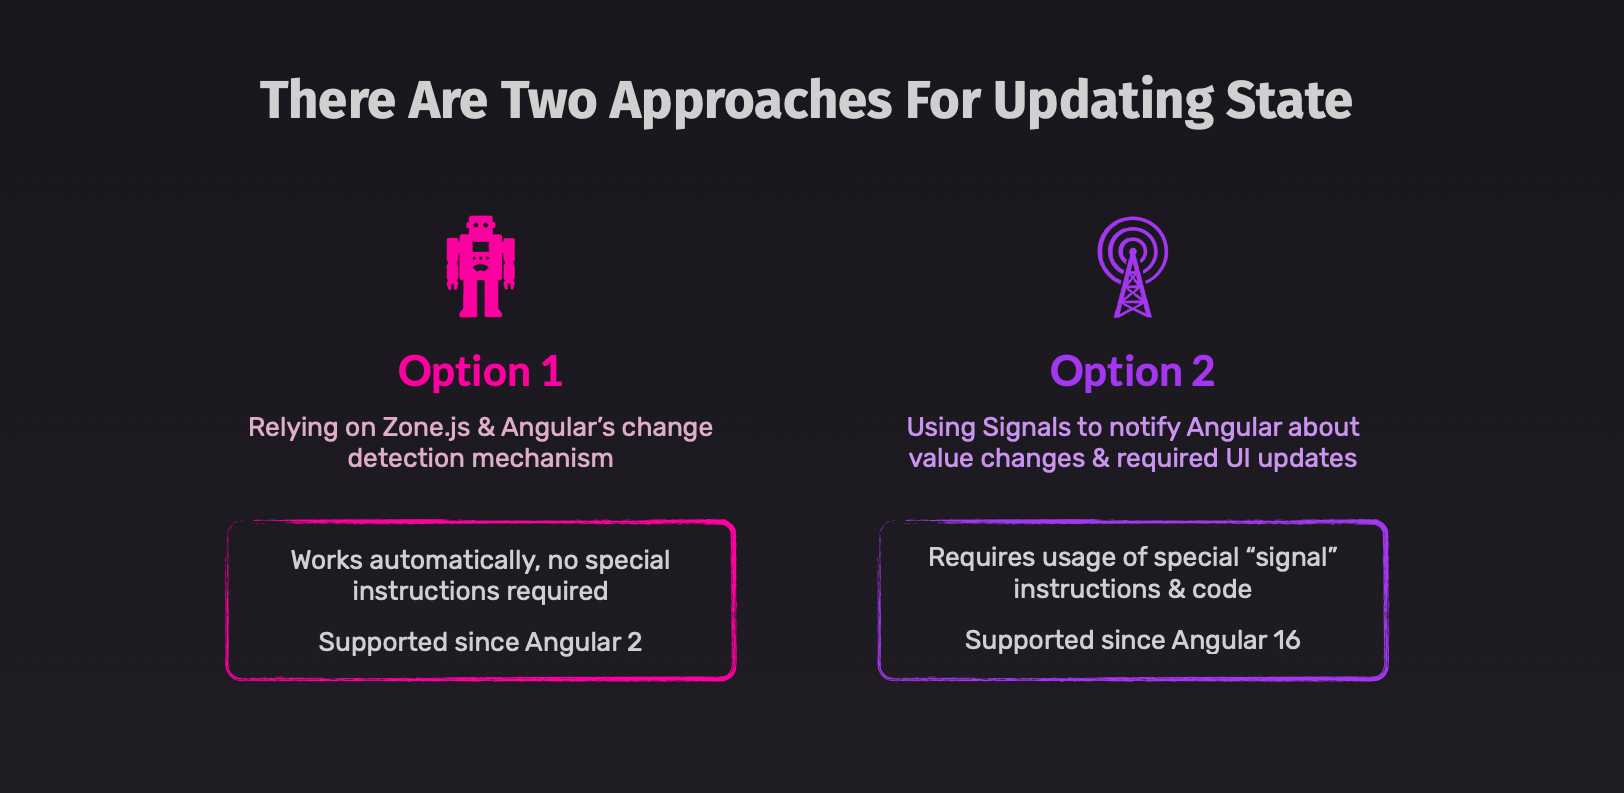 There Are Two Approaches For Updating State
Option 1
Relying on Zone.js & Angular’s change
detection mechanism
Works automatically, no special
instructions required
Supported since Angular 2
Option 2
Using Signals to notify Angular about
value changes & required UI updates
Requires usage of special “signal”
instructions & code
Supported since Angular 16